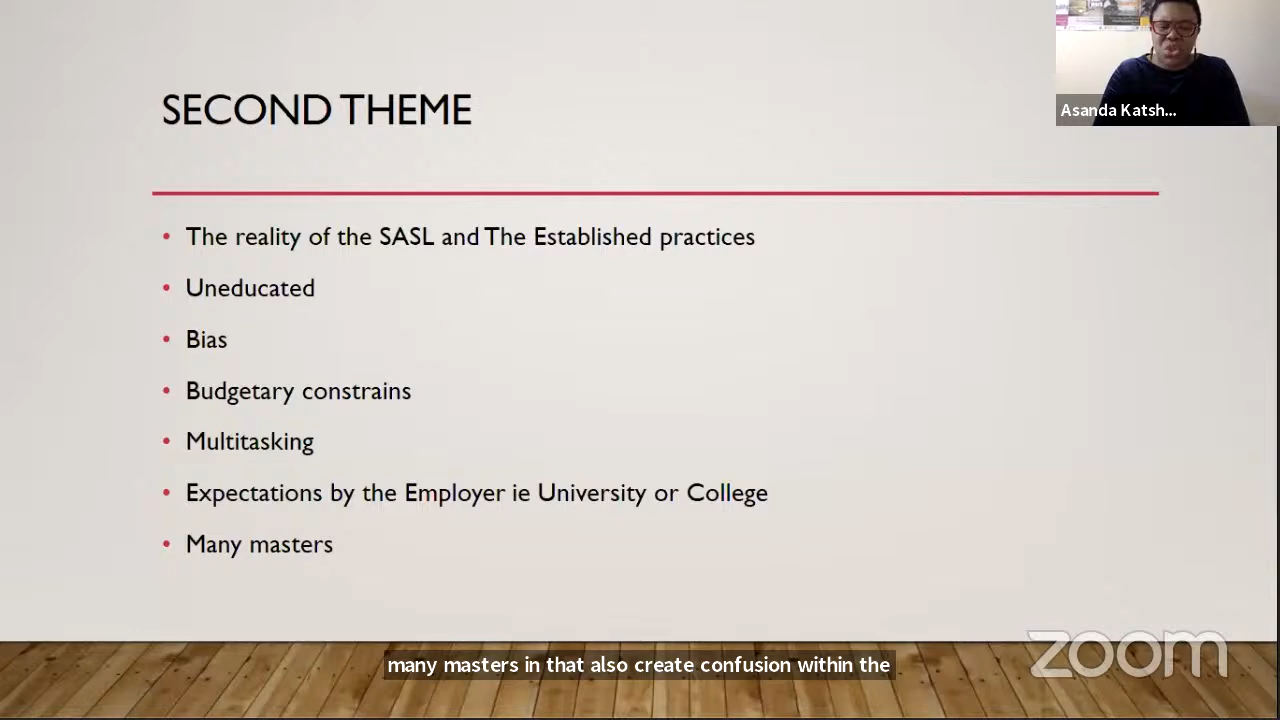 SECOND THEME
Asanda Katsh...
• The reality of the SASL and The Established practices
• Uneducated
• Bias
• Budgetary constrains
• Multitasking
• Expectations by the Employer ie University or College
• Many masters
zoom
many masters in that also create confusion within the